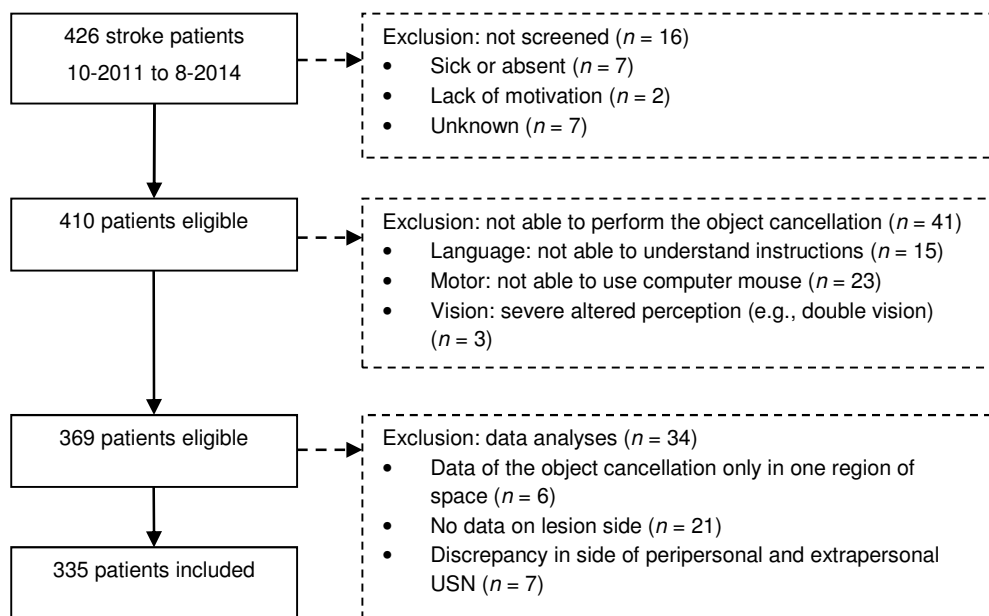 426 stroke patients
10-2011 to 8-2014
Exclusion: not screened (n = 16)
• Sick or absent (n = 7)
• Lack of motivation (n = 2)
• Unknown (n = 7)
410 patients eligible
Exclusion: not able to perform the object cancellation (n = 41)
• Language: not able to understand instructions (n = 15)
• Motor: not able to use computer mouse (n = 23)
• Vision: severe altered perception (e.g., double vision)
(n = 3)
369 patients eligible
Exclusion: data analyses (n = 34)
• Data of the object cancellation only in one region of
space (n = 6)
• No data on lesion side (n = 21)
• Discrepancy in side of peripersonal and extrapersonal
USN (n = 7)
335 patients included